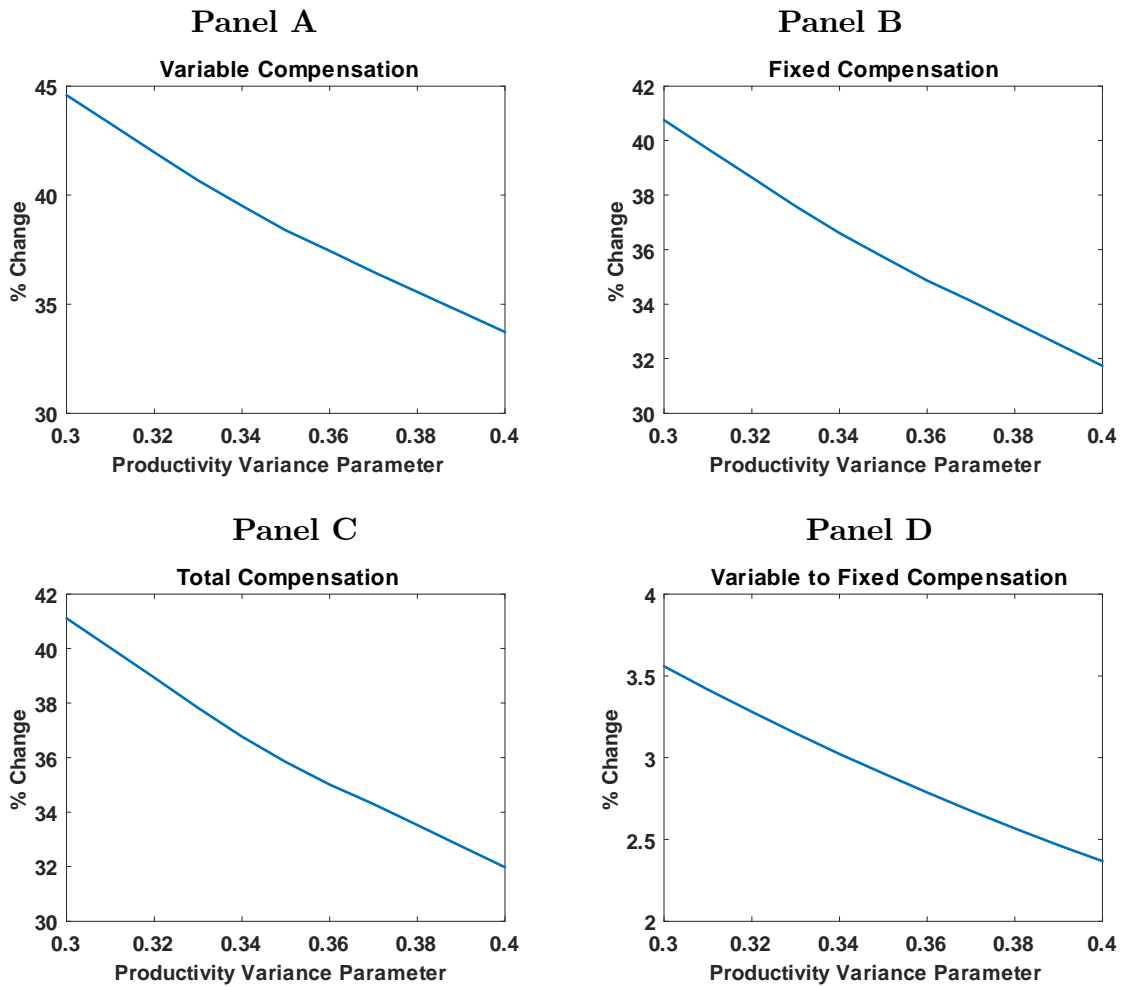 Panel A
Variable Compensation
45
40
35
30
% Change
0.3 0.32 0.34 0.36 0.38 0.4
Productivity Variance Parameter
Panel B
Fixed Compensation
42
40
38
36
34
32
30
% Change
0.3 0.32 0.34 0.36 0.38 0.4
Productivity Variance Parameter
Panel C
Total Compensation
42
40
38
36
34
32
30
% Change
0.3 0.32 0.34 0.36 0.38 0.4
Productivity Variance Parameter
Panel D
Variable to Fixed Compensation
4
3.5
3
2.5
2
% Change
0.3 0.32 0.34 0.36 0.38 0.4
Productivity Variance Parameter